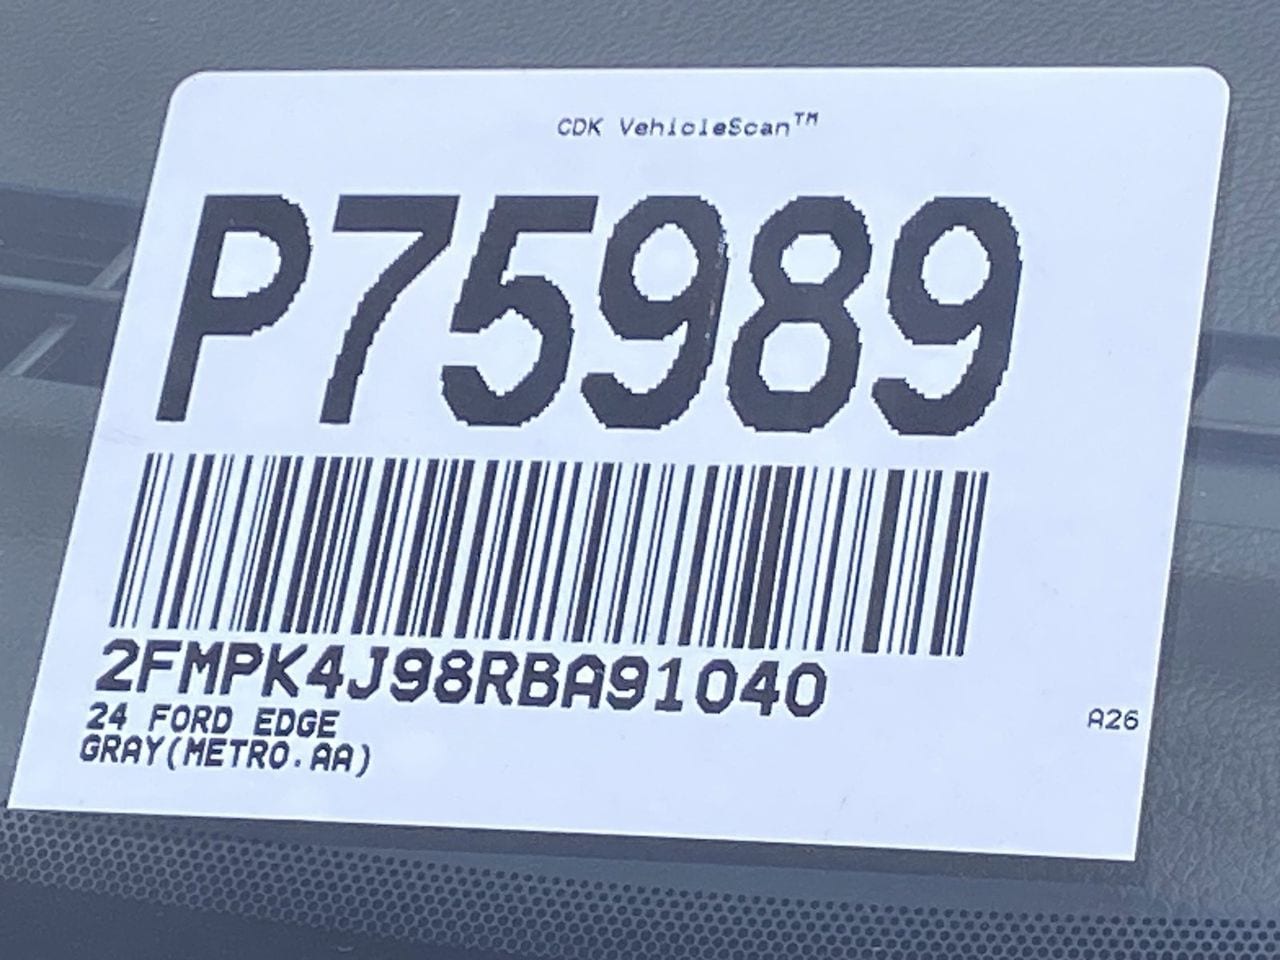 CDK VehicleScan™
P75989
2FMPK4J98RBA91040
24 FORD EDGE
GRAY(METRO.AA)
A26